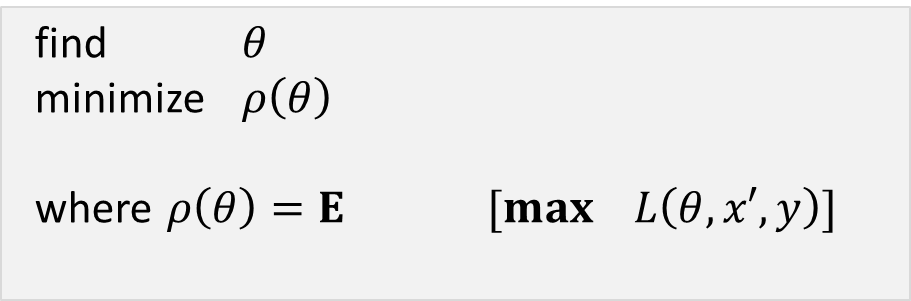 find θ
minimize ρ(θ)
where ρ(θ) = E [max L(θ, x′, y)]